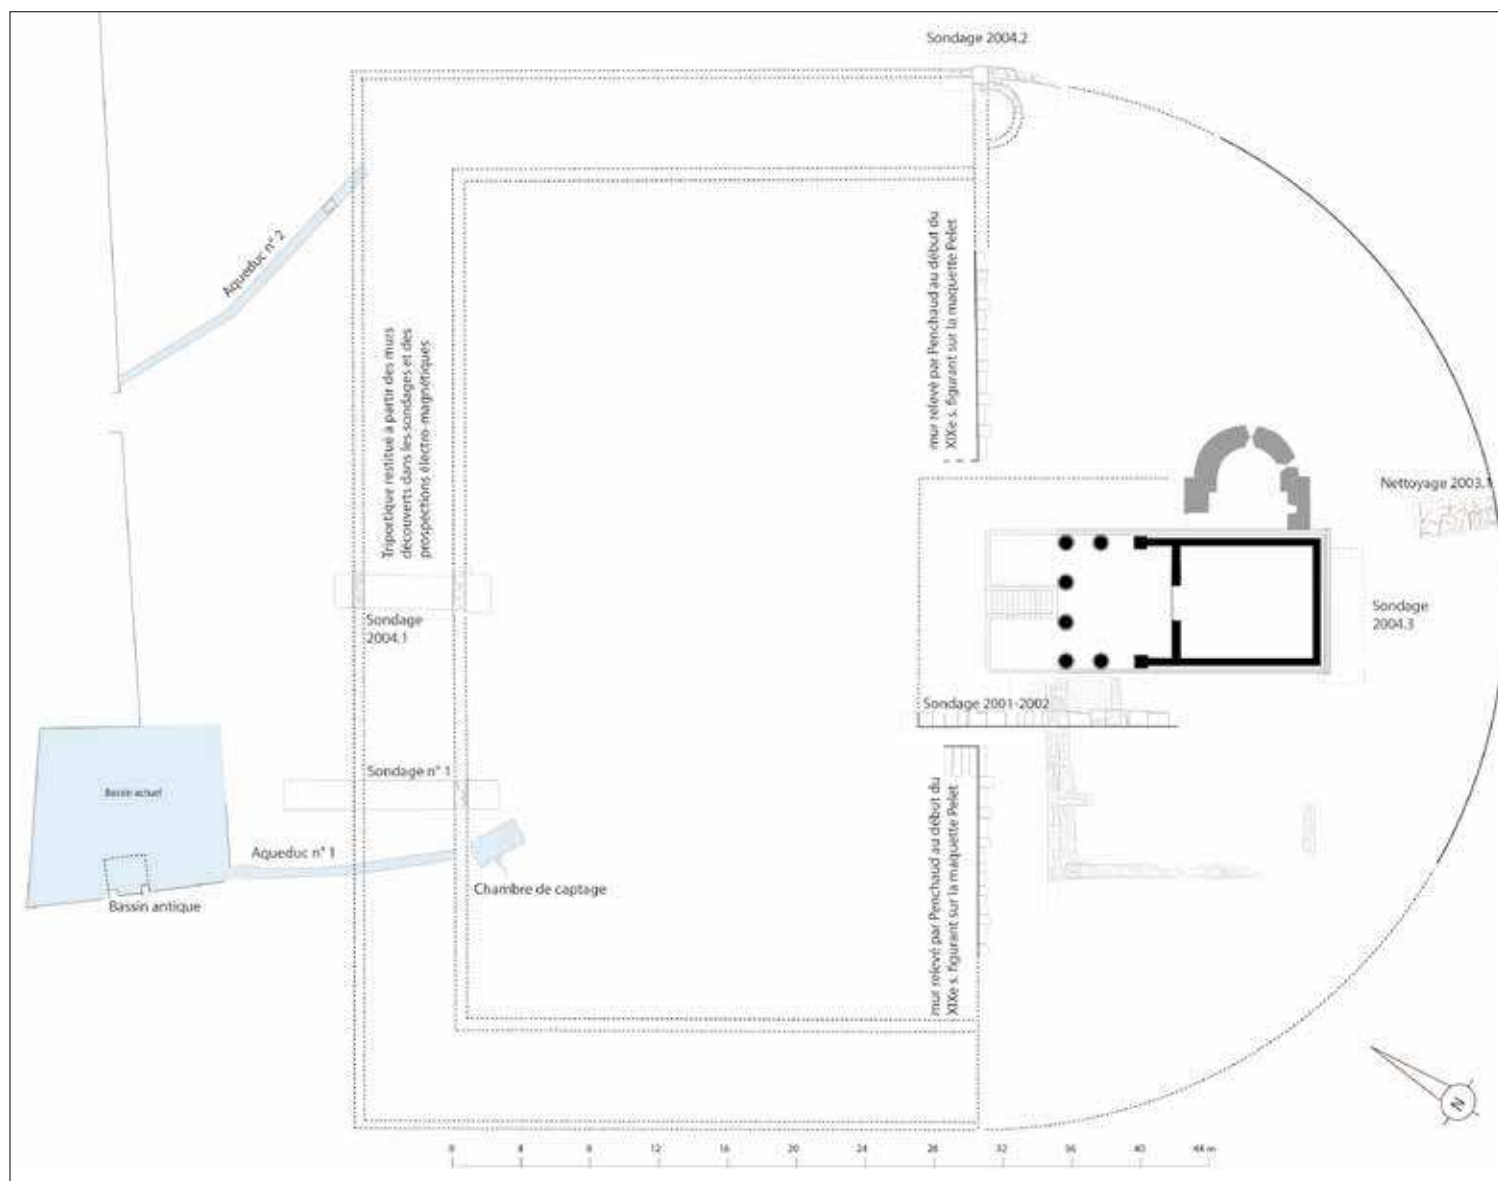 Sondage 2004.2
Aqueduc n° 2
Triportique restitué à partir des murs
découverts dans les sondages et des
prospections électro-magnétiques
mur relevé par Penchaud au début du
XIXe s. figurant sur la maquette Pelet
Nettoyage 2003.1
Sondage
2004.1
Sondage
2004.3
Sondage 2001-2002
Sondage n° 1
Bassin actuel
Aqueduc n° 1
Chambre de captage
Bassin antique
mur relevé par Penchaud au début du
XIXe s. figurant sur la maquette Pelet
N
0 4 8 12 16 20 24 28 32 36 40 44 m